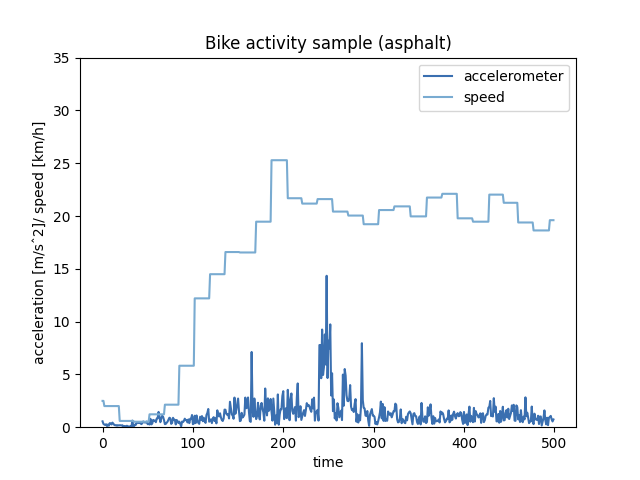 Bike activity sample (asphalt)
accelerometer
speed
35
30
25
20
15
10
5
0
acceleration [m/s^2]/ speed [km/h]
0 100 200 300 400 500
time